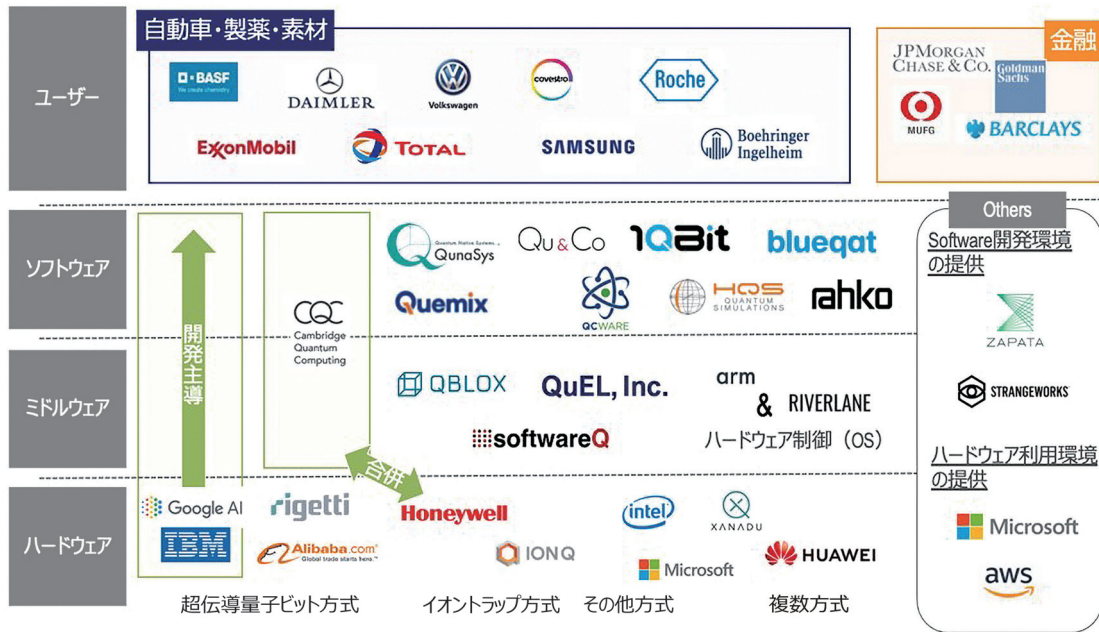 自動車・製薬・素材
金融
ユーザー
BASF
We create chemistry
DAIMLER
Volkswagen
covestro
Roche
ExxonMobil
TOTAL
SAMSUNG
Boehringer
Ingelheim
JPMORGAN
CHASE & CO.
Goldman
Sachs
MUFG
BARCLAYS
ソフトウェア
開発主導
CQC
Cambridge
Quantum
Computing
Quantum Native Systems
QunaSys
QU & CO
1QBit
blueqat
Quemix
QCWARE
HQS
QUANTUM
SIMULATIONS
rahko
ミドルウェア
QBLOX
QuEL, Inc.
arm
& RIVERLANE
softwareQ
ハードウェア制御（OS）
合併
ハードウェア
Google AI
rigetti
Honeywell
intel
XANADU
IBM
Alibaba.com
Global trade starts here.™
IONQ
Microsoft
HUAWEI
超伝導量子ビット方式
イオントラップ方式
その他方式
複数方式
Others
Software開発環境
の提供
ZAPATA
STRANGEWORKS
ハードウェア利用環境
の提供
Microsoft
aws